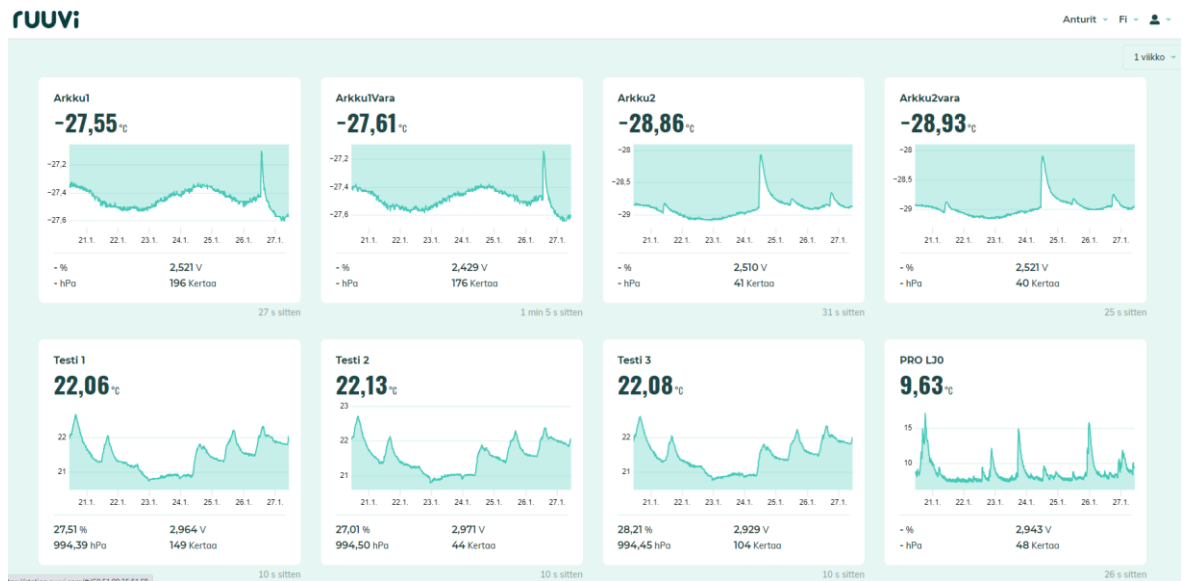 ruuvi
Anturit Fi
1 viikko
Arkku1
-27,55 °C
-27,2
-27,4
-27,6
21.1. 22.1. 23.1. 24.1. 25.1. 26.1. 27.1.
- % 2,521 V
- hPa 196 Kertaa
27 s sitten
Arkku1Vara
-27,61 °C
-27,2
-27,4
-27,6
21.1. 22.1. 23.1. 24.1. 25.1. 26.1. 27.1.
- % 2,429 V
- hPa 176 Kertaa
1 min 5 s sitten
Arkku2
-28,86 °C
-28
-28,5
-29
21.1. 22.1. 23.1. 24.1. 25.1. 26.1. 27.1.
- % 2,510 V
- hPa 41 Kertaa
31 s sitten
Arkku2vara
-28,93 °C
-28
-28,5
-29
21.1. 22.1. 23.1. 24.1. 25.1. 26.1. 27.1.
- % 2,521 V
- hPa 40 Kertaa
25 s sitten
Testi 1
22,06 °C
22
21
21.1. 22.1. 23.1. 24.1. 25.1. 26.1. 27.1.
27,51 % 2,964 V
994,39 hPa 149 Kertaa
10 s sitten
Testi 2
22,13 °C
23
22
21
21.1. 22.1. 23.1. 24.1. 25.1. 26.1. 27.1.
27,01 % 2,971 V
994,50 hPa 44 Kertaa
10 s sitten
Testi 3
22,08 °C
22
21
21.1. 22.1. 23.1. 24.1. 25.1. 26.1. 27.1.
28,21 % 2,929 V
994,45 hPa 104 Kertaa
10 s sitten
PRO LJ0
9,63 °C
15
10
21.1. 22.1. 23.1. 24.1. 25.1. 26.1. 27.1.
- % 2,943 V
- hPa 48 Kertaa
26 s sitten